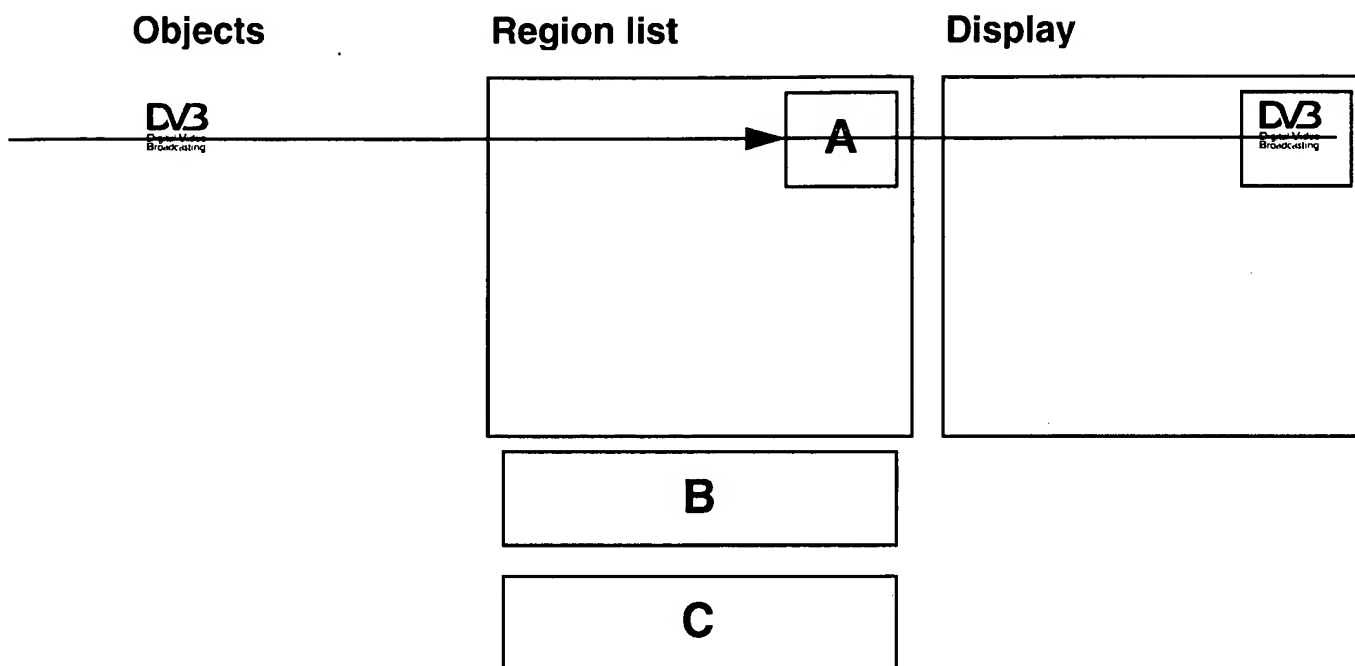 Objects Region list Display
DVB
Digital Video
Broadcasting
A
DVB
Digital Video
Broadcasting
B
C